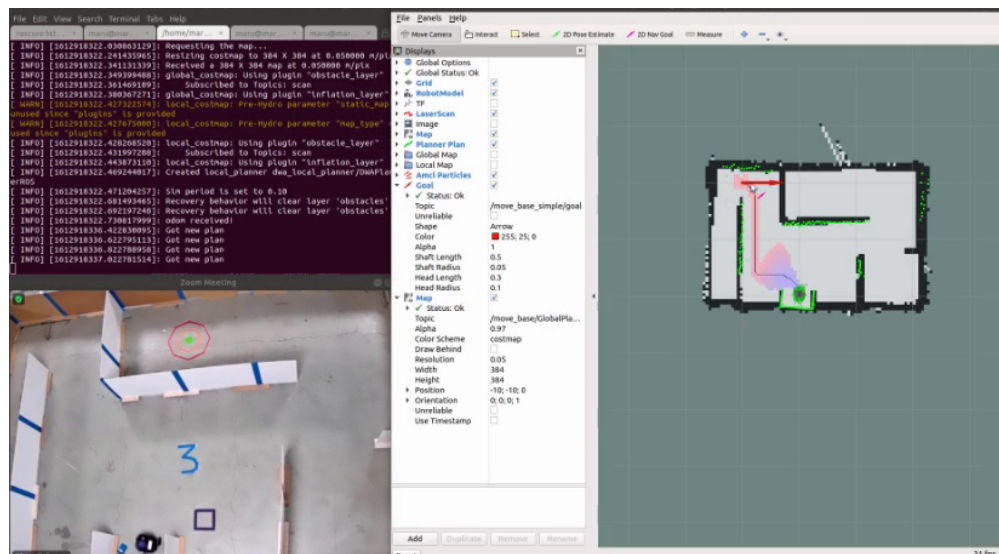 File Edit View Search Terminal Tabs Help
/home/mar...
[ INFO] [1612918322.030863129]: Requesting the map...
[ INFO] [1612918322.241435965]: Resizing costmap to 384 X 384 at 0.050000 m/pix
[ INFO] [1612918322.341131339]: Received a 384 X 384 map at 0.050000 m/pix
[ INFO] [1612918322.349399488]: global_costmap: Using plugin "obstacle_layer"
[ INFO] [1612918322.361469109]: Subscribed to Topics: scan
[ INFO] [1612918322.380367271]: global_costmap: Using plugin "inflation_layer"
[ WARN] [1612918322.427322574]: local_costmap: Pre-Hydro parameter "static_map
unused since "plugins" is provided
[ WARN] [1612918322.427675000]: local_costmap: Pre-Hydro parameter "map_type"
used since "plugins" is provided
[ INFO] [1612918322.428268520]: local_costmap: Using plugin "obstacle_layer"
[ INFO] [1612918322.431997208]: Subscribed to Topics: scan
[ INFO] [1612918322.443873110]: local_costmap: Using plugin "inflation_layer"
[ INFO] [1612918322.469244017]: Created local_planner dwa_local_planner/DWAPla
erROS
[ INFO] [1612918322.471204257]: Sim period is set to 0.10
[ INFO] [1612918322.681493465]: Recovery behavior will clear layer 'obstacles'
[ INFO] [1612918322.692197248]: Recovery behavior will clear layer 'obstacles'
[ INFO] [1612918322.730817999]: odom received!
[ INFO] [1612918336.422830095]: Got new plan
[ INFO] [1612918336.622795113]: Got new plan
[ INFO] [1612918336.822788958]: Got new plan
[ INFO] [1612918337.022781514]: Got new plan
Zoom Meeting
3
File Panels Help
Move Camera Interact Select 2D Pose Estimate 2D Nav Goal Measure
Displays
Global Options
Global Status: Ok
Grid
RobotModel
TF
LaserScan
Image
Map
Planner Plan
Global Map
Local Map
Amcl Particles
Goal
Status: Ok
Topic /move_base_simple/goal
Unreliable
Shape Arrow
Color 255; 25; 0
Alpha 1
Shaft Length 0.5
Shaft Radius 0.05
Head Length 0.3
Head Radius 0.1
Map
Status: Ok
Topic /move_base/GlobalPla...
Alpha 0.97
Color Scheme costmap
Draw Behind
Resolution 0.05
Width 384
Height 384
Position -10; -10; 0
Orientation 0; 0; 0; 1
Unreliable
Use Timestamp
Add Duplicate Remove Rename